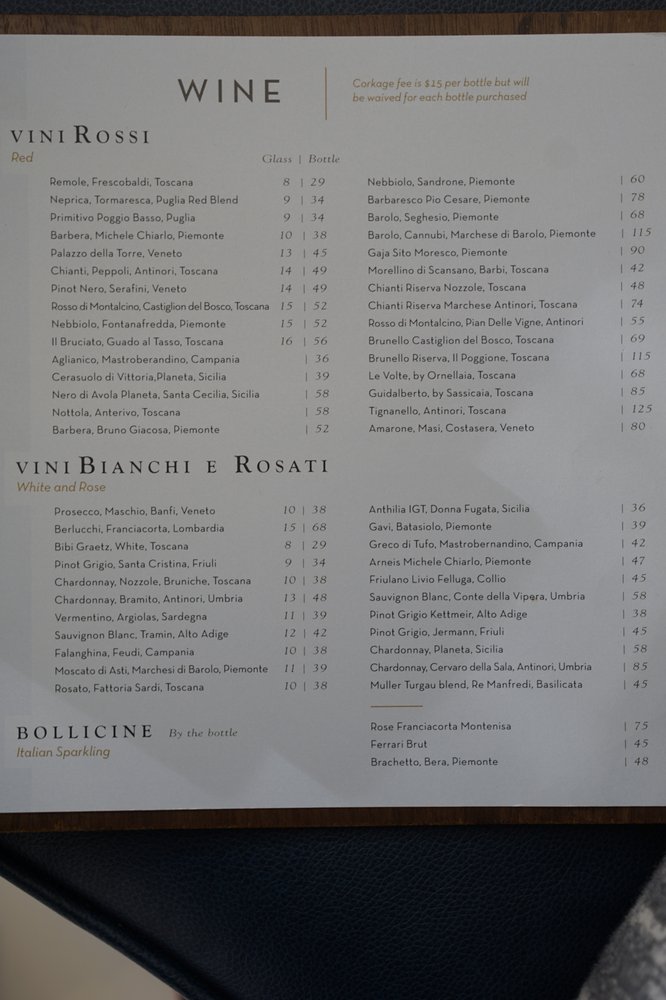 WINE
Corkage fee is $15 per bottle but will
be waived for each bottle purchased
VINI ROSSI
Red
Glass | Bottle
Remole, Frescobaldi, Toscana 8 | 29
Neprica, Tormaresca, Puglia Red Blend 9 | 34
Primitivo Poggio Basso, Puglia 9 | 34
Barbera, Michele Chiarlo, Piemonte 10 | 38
Palazzo della Torre, Veneto 13 | 45
Chianti, Peppoli, Antinori, Toscana 14 | 49
Pinot Nero, Serafini, Veneto 14 | 49
Rosso di Montalcino, Castiglion del Bosco, Toscana 15 | 52
Nebbiolo, Fontanafredda, Piemonte 15 | 52
Il Bruciato, Guado al Tasso, Toscana 16 | 56
Aglianico, Mastroberandino, Campania | 36
Cerasuolo di Vittoria,Planeta, Sicilia | 39
Nero di Avola Planeta, Santa Cecilia, Sicilia | 58
Nottola, Anterivo, Toscana | 58
Barbera, Bruno Giacosa, Piemonte | 52
Nebbiolo, Sandrone, Piemonte | 60
Barbaresco Pio Cesare, Piemonte | 78
Barolo, Seghesio, Piemonte | 68
Barolo, Cannubi, Marchese di Barolo, Piemonte | 115
Gaja Sito Moresco, Piemonte | 90
Morellino di Scansano, Barbi, Toscana | 42
Chianti Riserva Nozzole, Toscana | 48
Chianti Riserva Marchese Antinori, Toscana | 74
Rosso di Montalcino, Pian Delle Vigne, Antinori | 55
Brunello Castiglion del Bosco, Toscana | 69
Brunello Riserva, Il Poggione, Toscana | 115
Le Volte, by Ornellaia, Toscana | 68
Guidalberto, by Sassicaia, Toscana | 85
Tignanello, Antinori, Toscana | 125
Amarone, Masi, Costasera, Veneto | 80
VINI BIANCHI E ROSATI
White and Rose
Prosecco, Maschio, Banfi, Veneto 10 | 38
Berlucchi, Franciacorta, Lombardia 15 | 68
Bibi Graetz, White, Toscana 8 | 29
Pinot Grigio, Santa Cristina, Friuli 9 | 34
Chardonnay, Nozzole, Bruniche, Toscana 10 | 38
Chardonnay, Bramito, Antinori, Umbria 13 | 48
Vermentino, Argiolas, Sardegna 11 | 39
Sauvignon Blanc, Tramin, Alto Adige 12 | 42
Falanghina, Feudi, Campania 10 | 38
Moscato di Asti, Marchesi di Barolo, Piemonte 11 | 39
Rosato, Fattoria Sardi, Toscana 10 | 38
Anthilia IGT, Donna Fugata, Sicilia | 36
Gavi, Batasiolo, Piemonte | 39
Greco di Tufo, Mastrobernandino, Campania | 42
Arneis Michele Chiarlo, Piemonte | 47
Friulano Livio Felluga, Collio | 45
Sauvignon Blanc, Conte della Vipera, Umbria | 58
Pinot Grigio Kettmeir, Alto Adige | 38
Pinot Grigio, Jermann, Friuli | 45
Chardonnay, Planeta, Sicilia | 58
Chardonnay, Cervaro della Sala, Antinori, Umbria | 85
Muller Turgau blend, Re Manfredi, Basilicata | 45
BOLLICINE By the bottle
Italian Sparkling
Rose Franciacorta Montenisa | 75
Ferrari Brut | 45
Brachetto, Bera, Piemonte | 48